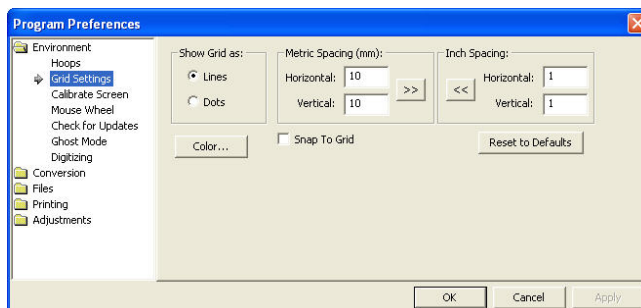 Program Preferences
Environment
Hoops
Grid Settings
Calibrate Screen
Mouse Wheel
Check for Updates
Ghost Mode
Digitizing
Conversion
Files
Printing
Adjustments
Show Grid as:
Lines
Dots
Color...
Metric Spacing (mm):
Horizontal: 10
Vertical: 10
>>
Snap To Grid
Inch Spacing:
<<
Horizontal: 1
Vertical: 1
Reset to Defaults
OK
Cancel
Apply